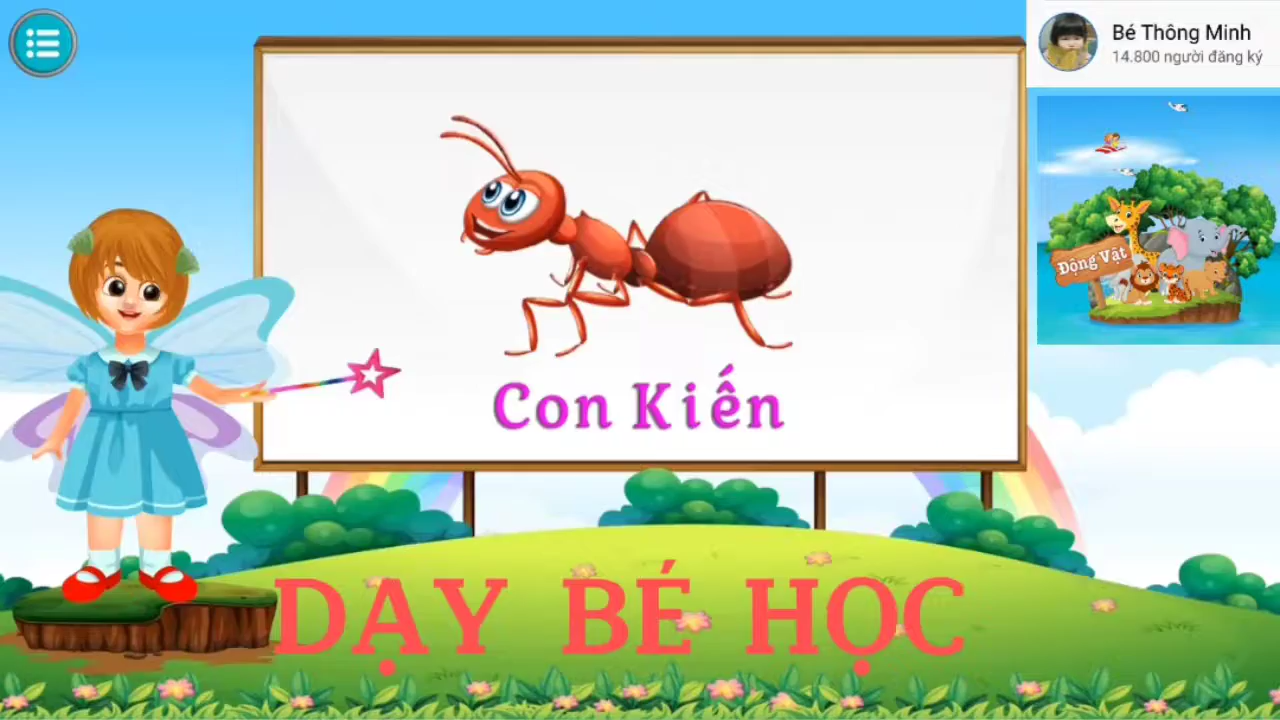 Bé Thông Minh
14.800 người đăng ký
Động Vật
Con Kiến
DẠY BÉ HỌC